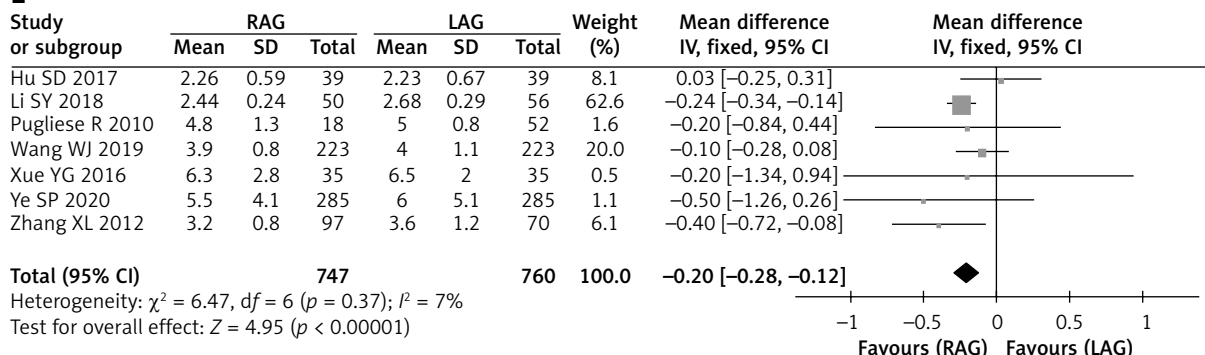 Study RAG LAG Weight Mean difference Mean difference
or subgroup Mean SD Total Mean SD Total (%) IV, fixed, 95% CI IV, fixed, 95% CI
Hu SD 2017 2.26 0.59 39 2.23 0.67 39 8.1 0.03 [−0.25, 0.31]
Li SY 2018 2.44 0.24 50 2.68 0.29 56 62.6 −0.24 [−0.34, −0.14]
Pugliese R 2010 4.8 1.3 18 5 0.8 52 1.6 −0.20 [−0.84, 0.44]
Wang WJ 2019 3.9 0.8 223 4 1.1 223 20.0 −0.10 [−0.28, 0.08]
Xue YG 2016 6.3 2.8 35 6.5 2 35 0.5 −0.20 [−1.34, 0.94]
Ye SP 2020 5.5 4.1 285 6 5.1 285 1.1 −0.50 [−1.26, 0.26]
Zhang XL 2012 3.2 0.8 97 3.6 1.2 70 6.1 −0.40 [−0.72, −0.08]
Total (95% CI) 747 760 100.0 −0.20 [−0.28, −0.12]
Heterogeneity: χ² = 6.47, df = 6 (p = 0.37); I² = 7%
Test for overall effect: Z = 4.95 (p < 0.00001)
−1 −0.5 0 0.5 1
Favours (RAG) Favours (LAG)